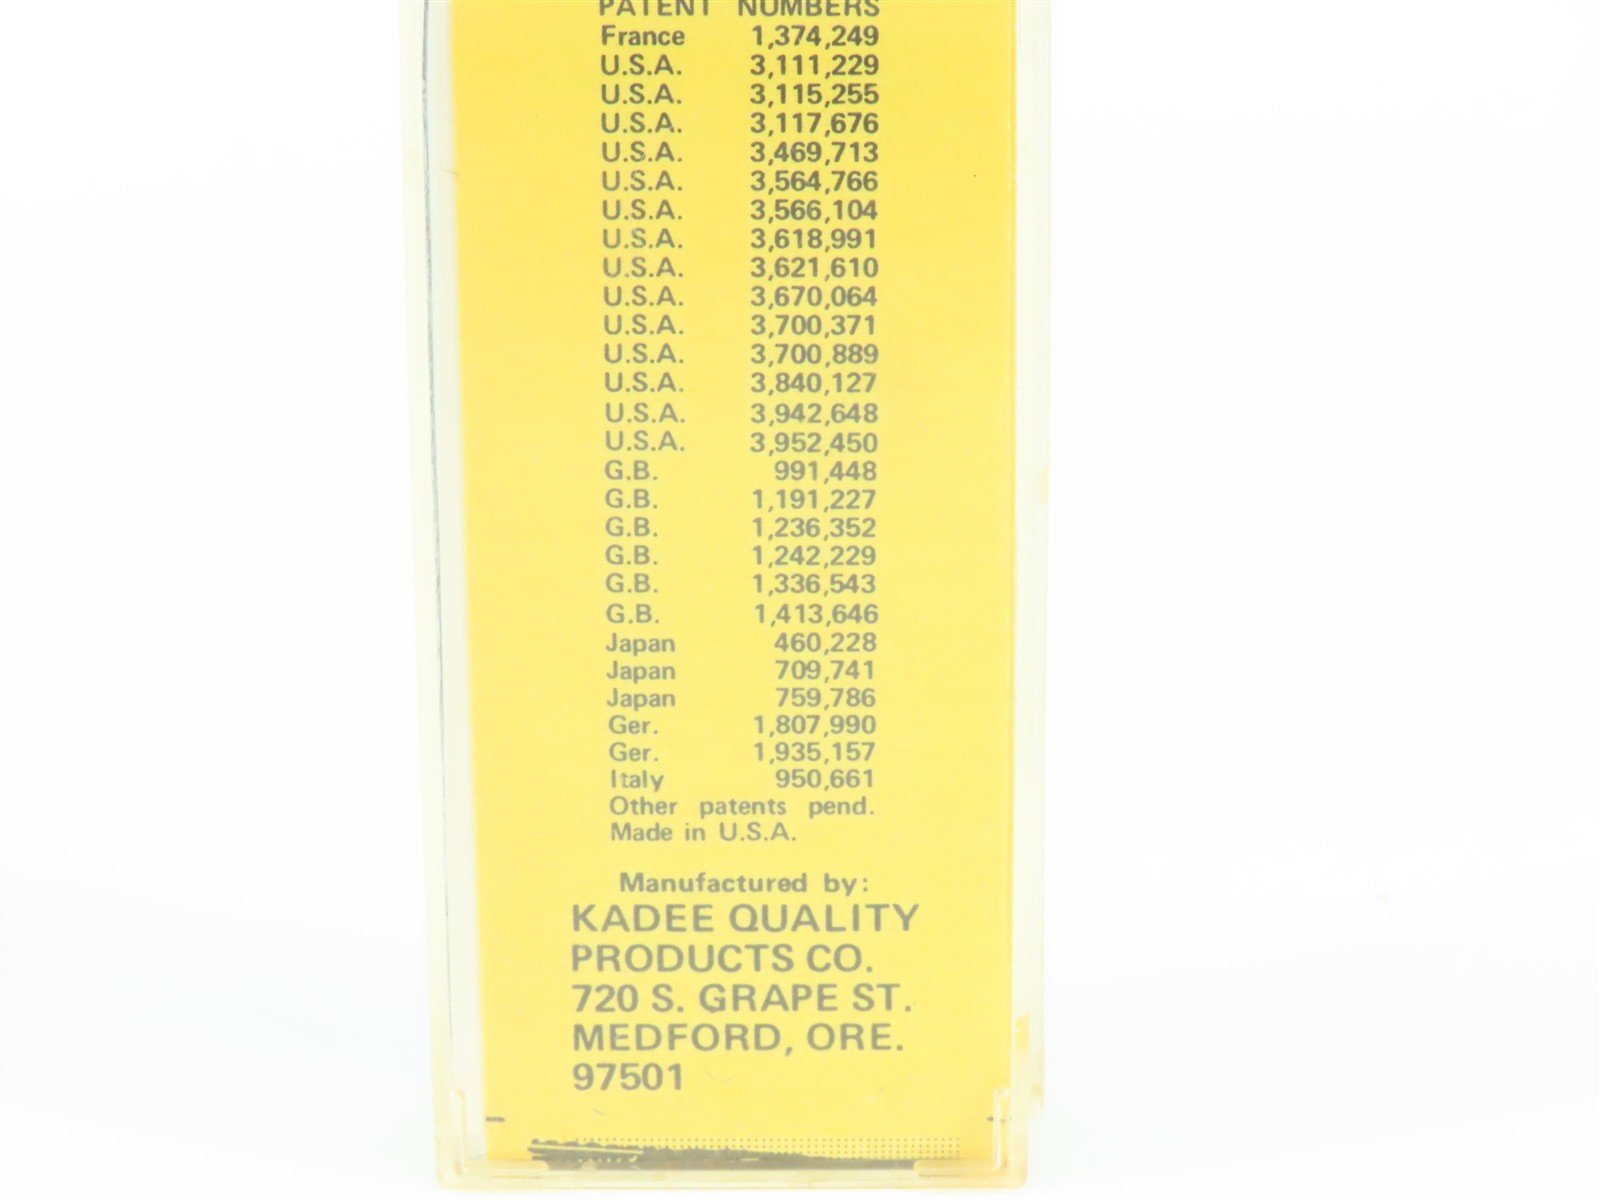 PATENT NUMBERS
France 1,374,249
U.S.A. 3,111,229
U.S.A. 3,115,255
U.S.A. 3,117,676
U.S.A. 3,469,713
U.S.A. 3,564,766
U.S.A. 3,566,104
U.S.A. 3,618,991
U.S.A. 3,621,610
U.S.A. 3,670,064
U.S.A. 3,700,371
U.S.A. 3,700,889
U.S.A. 3,840,127
U.S.A. 3,942,648
U.S.A. 3,952,450
G.B. 991,448
G.B. 1,191,227
G.B. 1,236,352
G.B. 1,242,229
G.B. 1,336,543
G.B. 1,413,646
Japan 460,228
Japan 709,741
Japan 759,786
Ger. 1,807,990
Ger. 1,935,157
Italy 950,661
Other patents pend.
Made in U.S.A.
Manufactured by:
KADEE QUALITY
PRODUCTS CO.
720 S. GRAPE ST.
MEDFORD, ORE.
97501